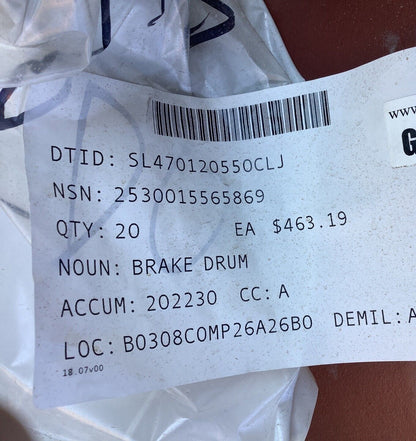 www.
G
DTID: SL470120550CLJ
NSN: 2530015565869
QTY: 20 EA $463.19
NOUN: BRAKE DRUM
ACCUM: 202230 CC: A
LOC: B0308COMP26A26B0 DEMIL: A
18.07v00